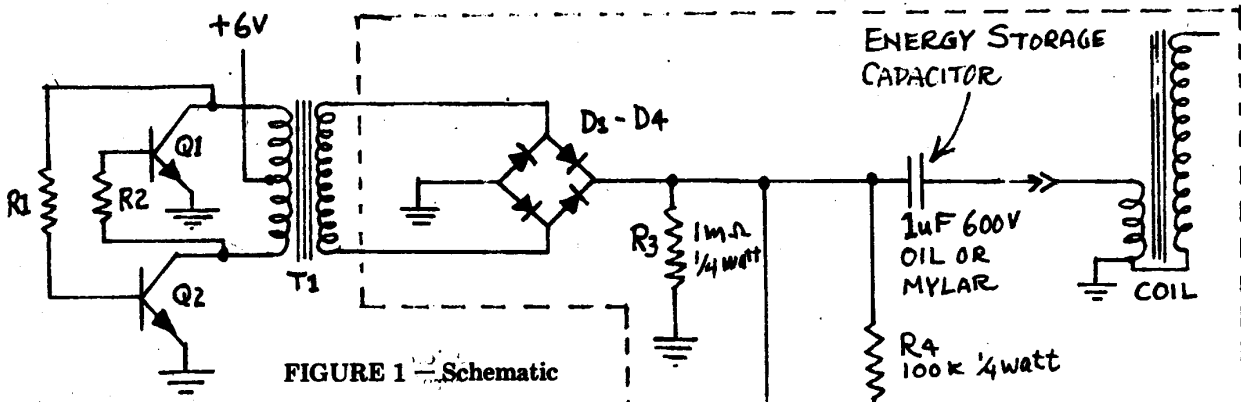 +6V
ENERGY STORAGE
CAPACITOR
D1 - D4
Q1
R1
R2
T1
Q2
R3
1mΩ
1/4 watt
1uF 600V
OIL OR
MYLAR
COIL
R4
100K 1/4 watt
FIGURE 1 — Schematic